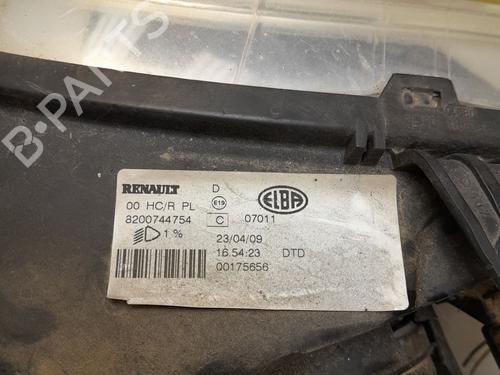 B-PARTS
RENAULT D ELBA
00 HC/R PL E19
8200744754 C 07011
1 % 23/04/09
16.54:23 DTD
00175656